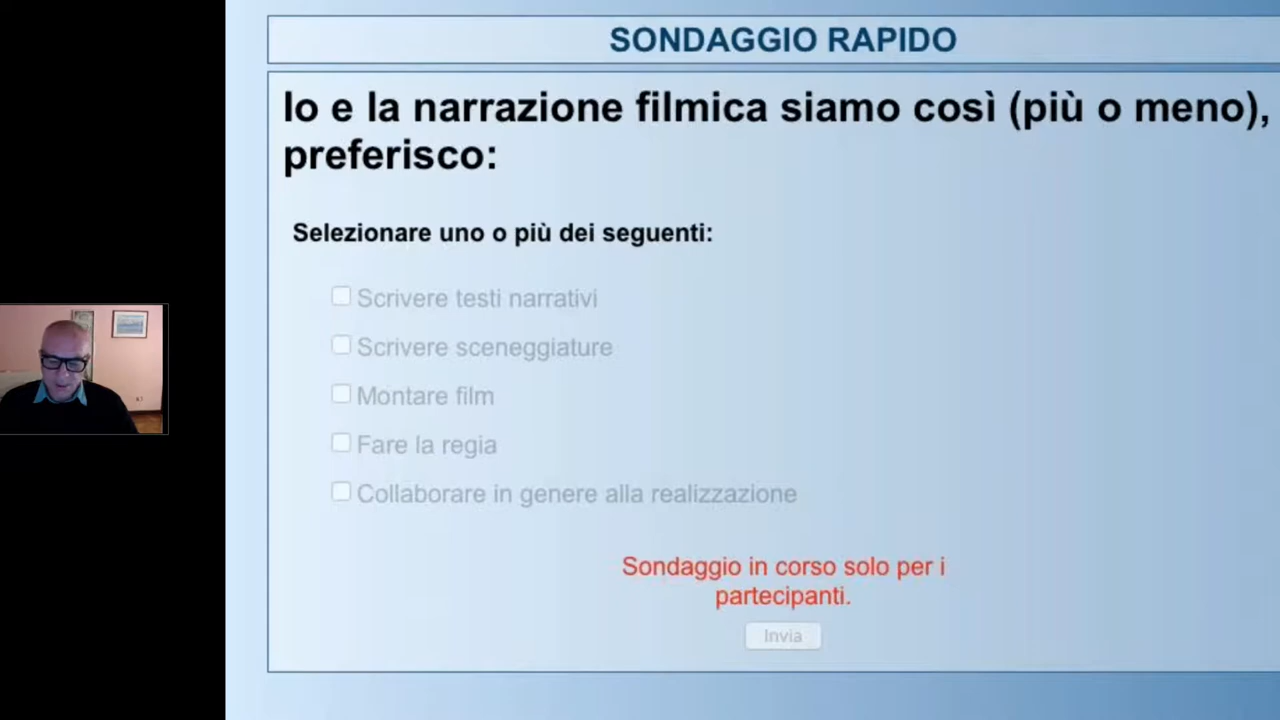 SONDAGGIO RAPIDO
Io e la narrazione filmica siamo così (più o meno),
preferisco:
Selezionare uno o più dei seguenti:
Scrivere testi narrativi
Scrivere sceneggiature
Montare film
Fare la regia
Collaborare in genere alla realizzazione
Sondaggio in corso solo per i
partecipanti.
Invia